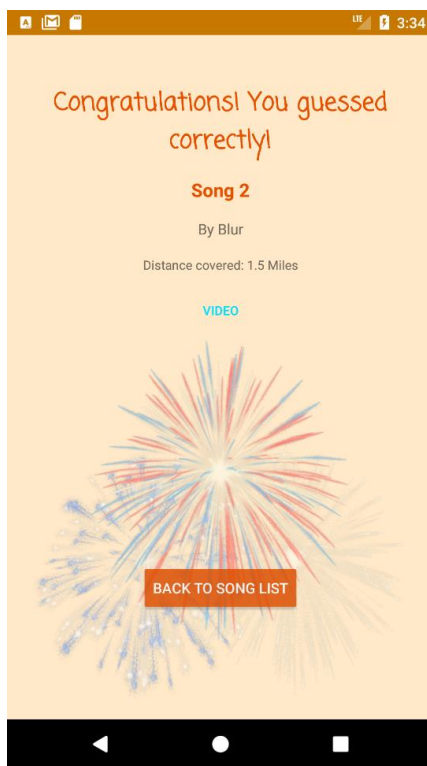 LTE 3:34
Congratulations! You guessed
correctly!
Song 2
By Blur
Distance covered: 1.5 Miles
VIDEO
BACK TO SONG LIST